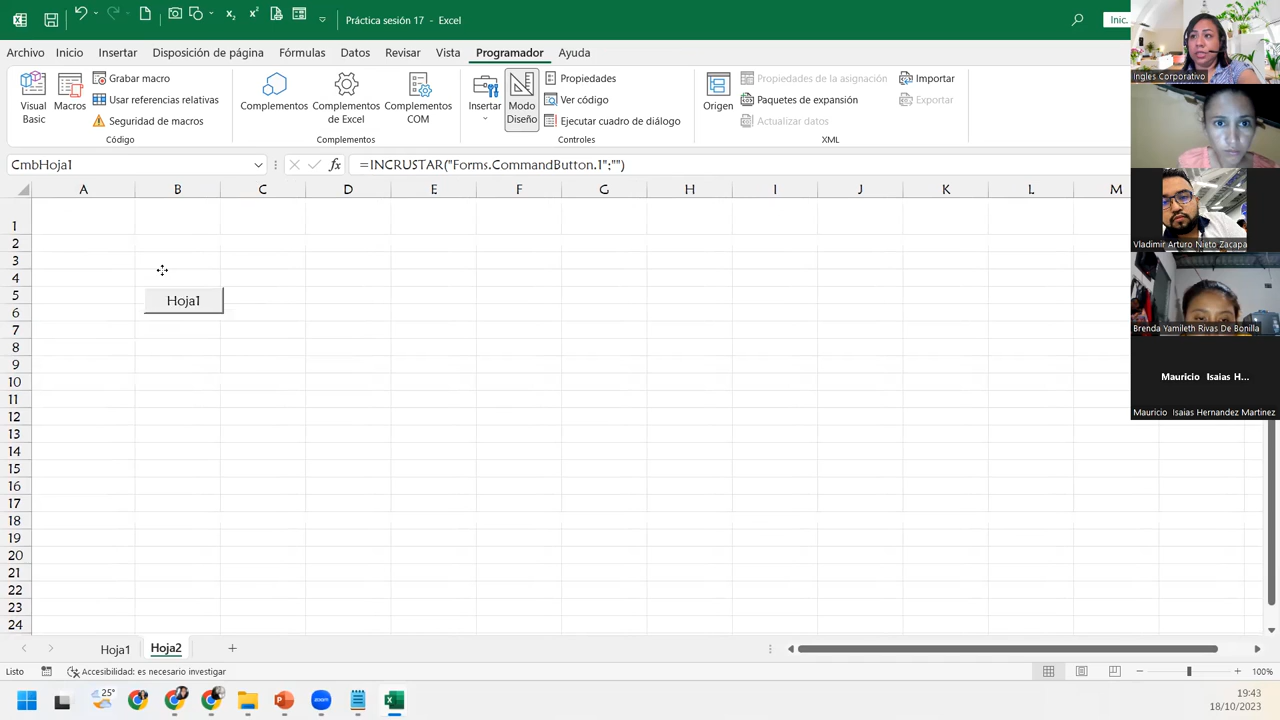 Práctica sesión 17 - Excel
Inic.
Archivo Inicio Insertar Disposición de página Fórmulas Datos Revisar Vista Programador Ayuda
Visual Basic
Macros
Grabar macro
Usar referencias relativas
Seguridad de macros
Código
Complementos
Complementos de Excel
Complementos COM
Complementos
Insertar
Modo Diseño
Propiedades
Ver código
Ejecutar cuadro de diálogo
Controles
Origen
Propiedades de la asignación
Paquetes de expansión
Actualizar datos
Importar
Exportar
XML
CmbHoja1
fx
=INCRUSTAR("Forms.CommandButton.1";"")
A B C D E F G H I J K L M
1
2
3
4
5
6
7
8
9
10
11
12
13
14
15
16
17
18
19
20
21
22
23
24
Hoja1
Ingles Corporativo
Vladimir Arturo Nieto Zacapa
Brenda Yamileth Rivas De Bonilla
Mauricio Isaias H...
Mauricio Isaias Hernandez Martinez
Hoja1 Hoja2
Listo
Accesibilidad: es necesario investigar
100%
25°
19:43
18/10/2023